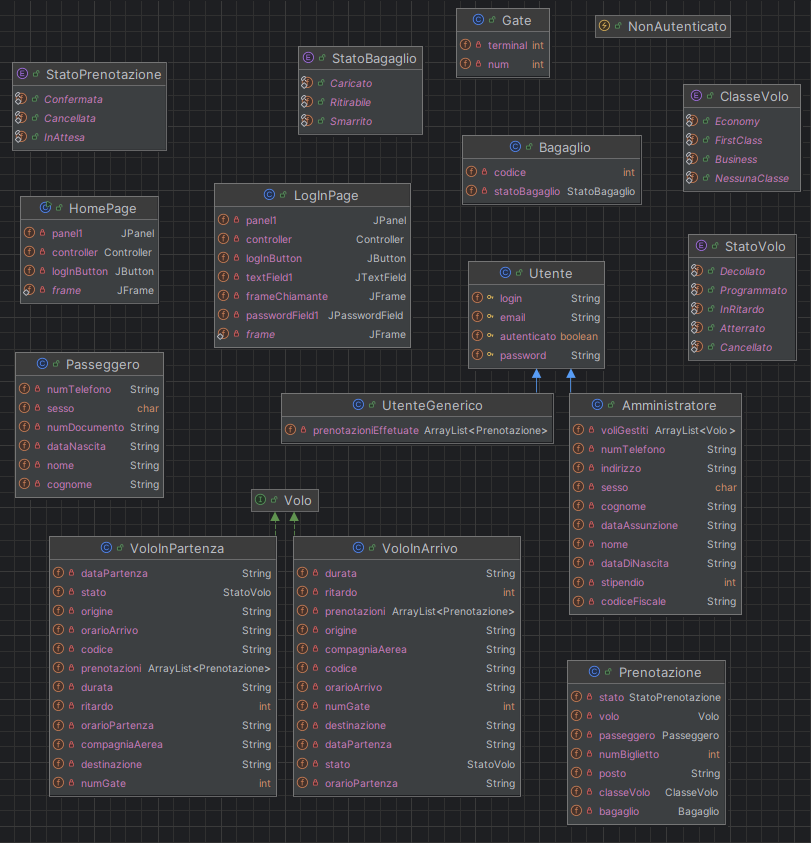 Gate
terminal int
num int
NonAutenticato
StatoPrenotazione
Confermata
Cancellata
InAttesa
StatoBagaglio
Caricato
Ritirabile
Smarrito
ClasseVolo
Economy
FirstClass
Business
NessunaClasse
Bagaglio
codice int
statoBagaglio StatoBagaglio
HomePage
panel1 JPanel
controller Controller
logInButton JButton
frame JFrame
LogInPage
panel1 JPanel
controller Controller
logInButton JButton
textField1 JTextField
frameChiamante JFrame
passwordField1 JPasswordField
frame JFrame
StatoVolo
Decollato
Programmato
InRitardo
Atterrato
Cancellato
Utente
login String
email String
autenticato boolean
password String
Passeggero
numTelefono String
sesso char
numDocumento String
dataNascita String
nome String
cognome String
UtenteGenerico
prenotazioniEffetuate ArrayList<Prenotazione>
Amministratore
voliGestiti ArrayList<Volo >
numTelefono String
indirizzo String
sesso char
cognome String
dataAssunzione String
nome String
dataDiNascita String
stipendio int
codiceFiscale String
Volo
VoloInPartenza
dataPartenza String
stato StatoVolo
origine String
orarioArrivo String
codice String
prenotazioni ArrayList<Prenotazione>
durata String
ritardo int
orarioPartenza String
compagniaAerea String
destinazione String
numGate int
VoloInArrivo
durata String
ritardo int
prenotazioni ArrayList<Prenotazione>
origine String
compagniaAerea String
codice String
orarioArrivo String
numGate int
destinazione String
dataPartenza String
stato StatoVolo
orarioPartenza String
Prenotazione
stato StatoPrenotazione
volo Volo
passeggero Passeggero
numBiglietto int
posto String
classeVolo ClasseVolo
bagaglio Bagaglio